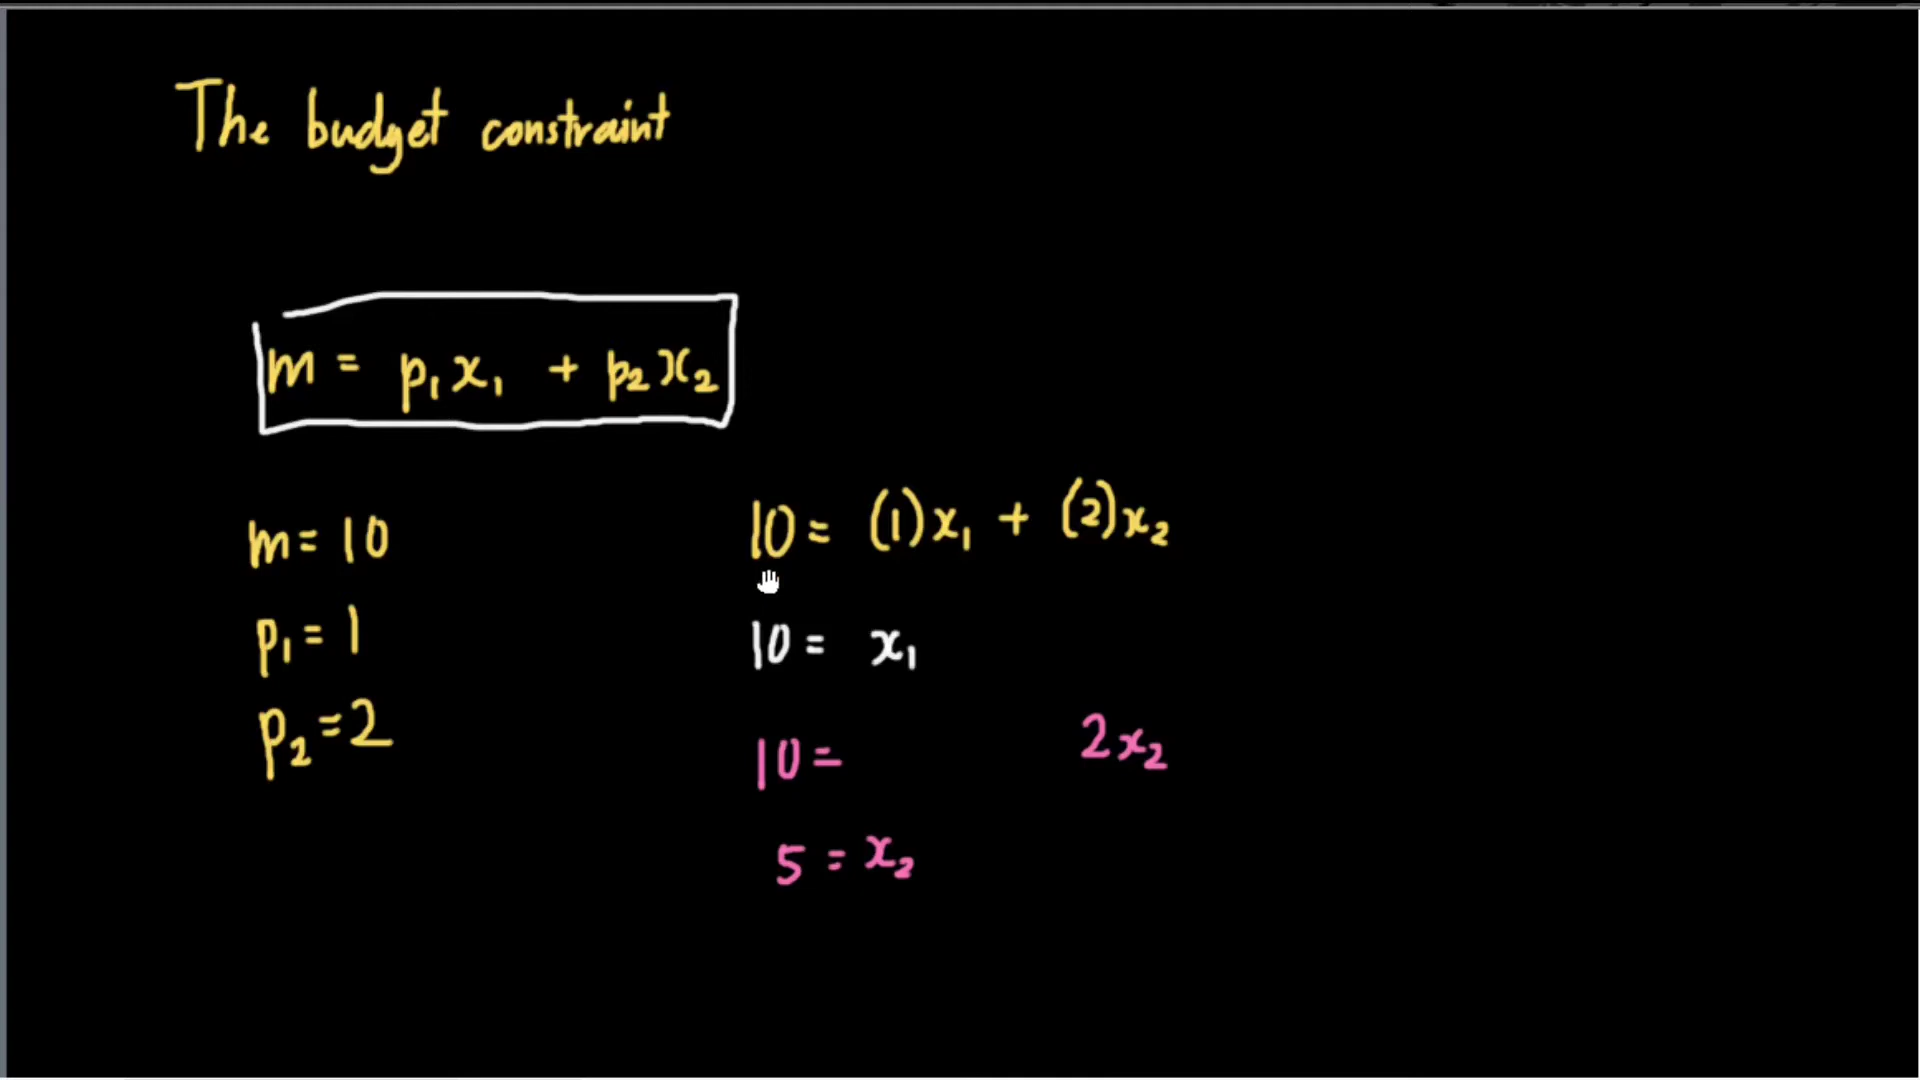 The budget constraint
m = p₁x₁ + p₂x₂
m = 10
10 = (1)x₁ + (2)x₂
p₁ = 1
10 = x₁
p₂ = 2
10 = 2x₂
5 = x₂